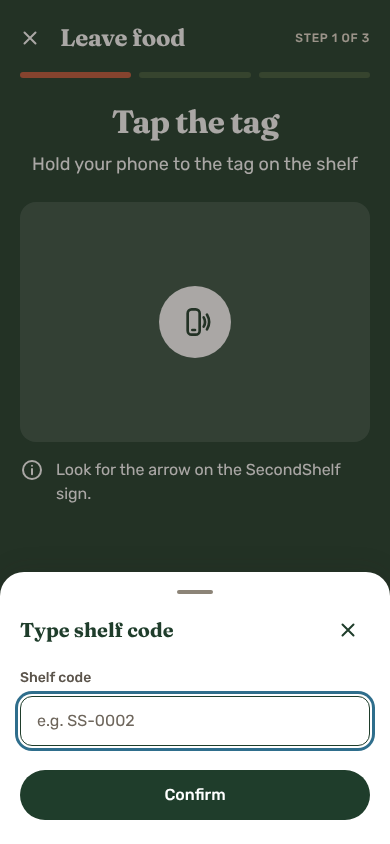 Leave food
STEP 1 OF 3
Tap the tag
Hold your phone to the tag on the shelf
Look for the arrow on the SecondShelf
sign.
Type shelf code
Shelf code
e.g. SS-0002
Confirm